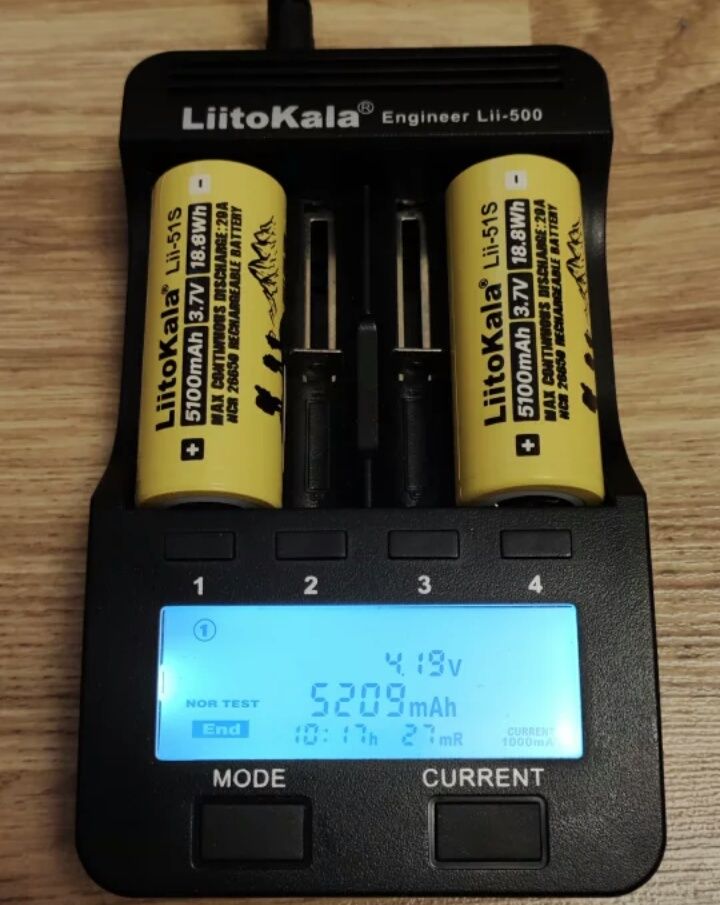 LiitoKala® Engineer Lii-500
-
LiitoKala® Lii-51S
5100mAh 3.7V 18.8Wh
MAX CONTINUOUS DISCHARGE:20A
NCR 26650 RECHARGEABLE BATTERY
+
-
LiitoKala® Lii-51S
5100mAh 3.7V 18.8Wh
MAX CONTINUOUS DISCHARGE:20A
NCR 26650 RECHARGEABLE BATTERY
+
1 2 3 4
1
4.19V
NOR TEST 5209mAh
End 10:17h 27mR CURRENT
1000mA
MODE CURRENT